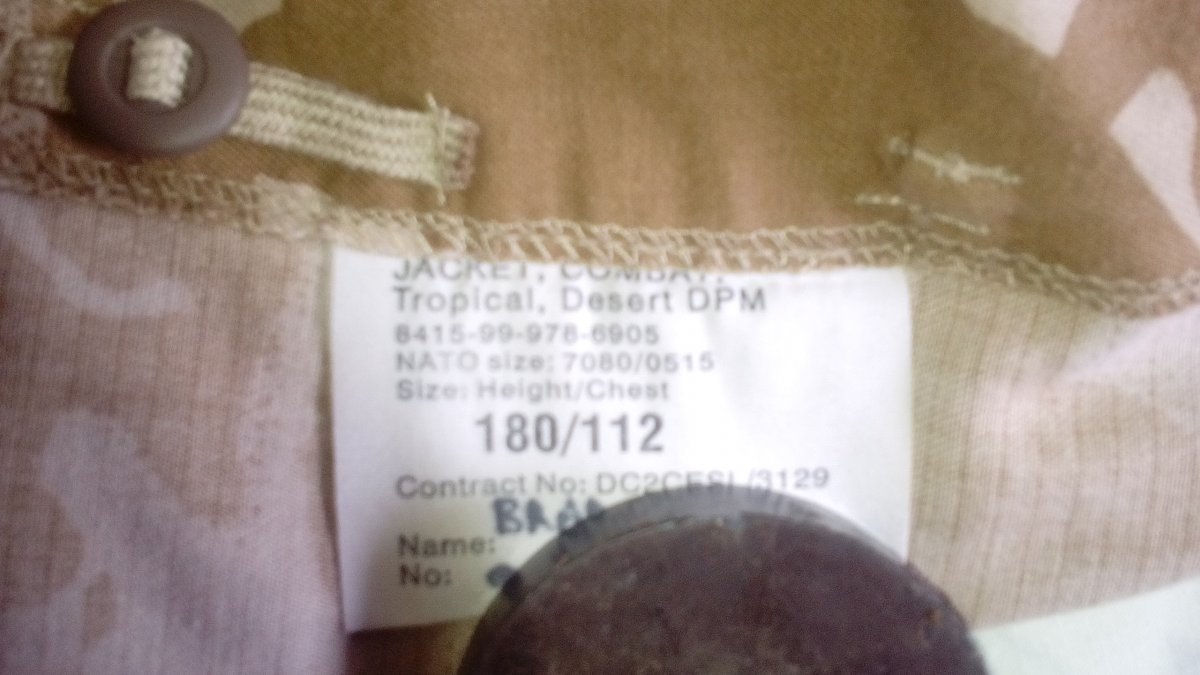 JACKET, COMBAT,
Tropical, Desert DPM
8415-99-978-6905
NATO size: 7080/0515
Size: Height/Chest
180/112
Contract No: DC2CESL/3129
Name:
No: